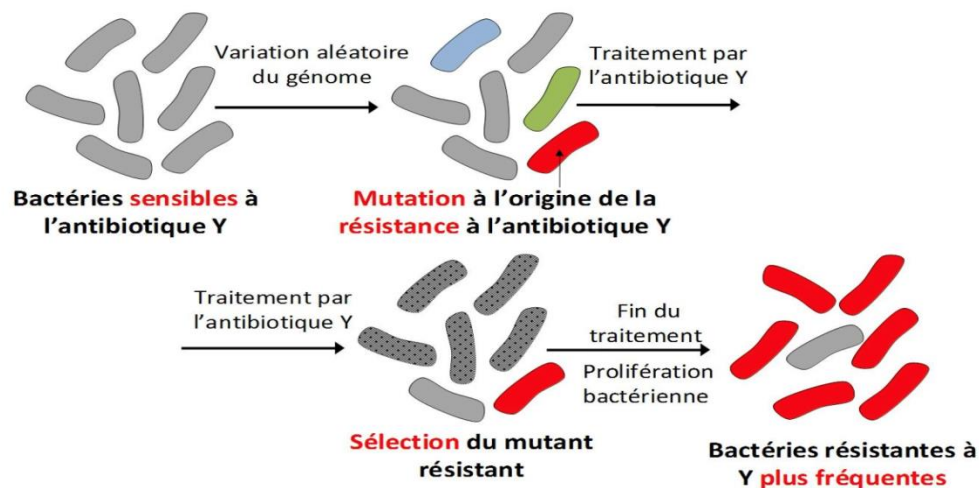 Variation aléatoire
du génome
Traitement par
l’antibiotique Y
Bactéries sensibles à
l’antibiotique Y
Mutation à l’origine de la
résistance à l’antibiotique Y
Traitement par
l’antibiotique Y
Fin du
traitement
Prolifération
bactérienne
Sélection du mutant
résistant
Bactéries résistantes à
Y plus fréquentes